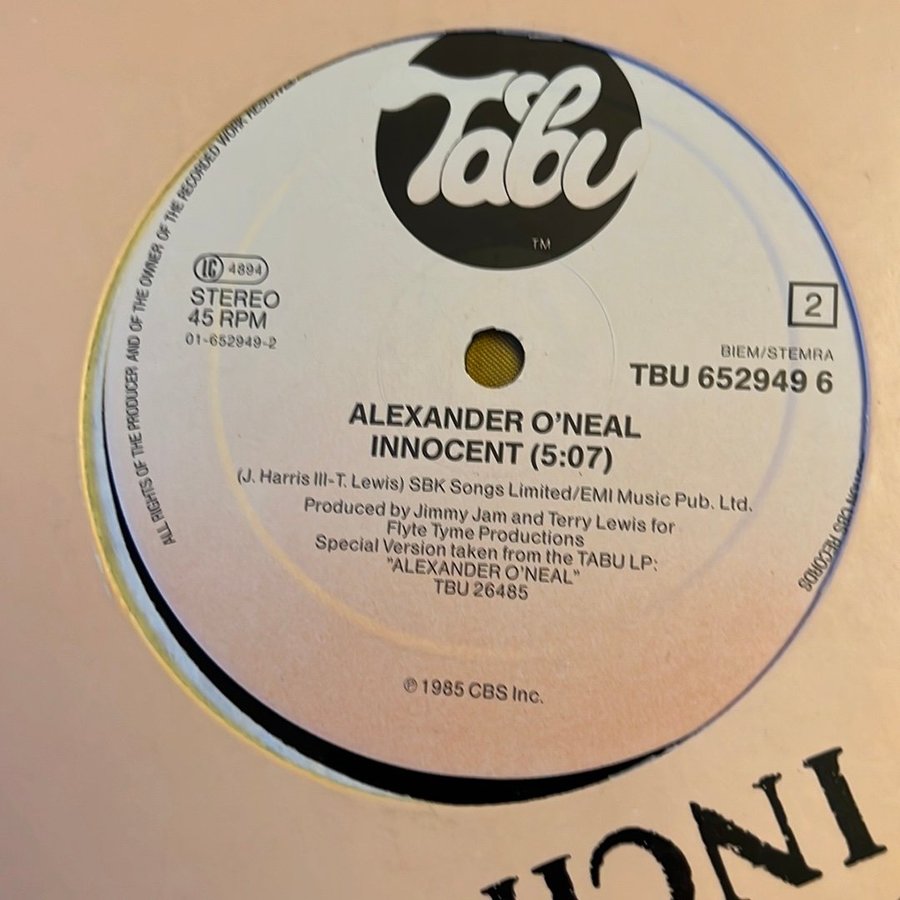 Tabu
TM
LC 4894
STEREO
45 RPM
01-652949-2
2
BIEM/STEMRA
TBU 652949 6
ALEXANDER O'NEAL
INNOCENT (5:07)
(J. Harris III-T. Lewis) SBK Songs Limited/EMI Music Pub. Ltd.
Produced by Jimmy Jam and Terry Lewis for
Flyte Tyme Productions
Special Version taken from the TABU LP:
"ALEXANDER O'NEAL"
TBU 26485
℗ 1985 CBS Inc.
ALL RIGHTS OF THE PRODUCER AND OF THE OWNER OF THE RECORDED WORK RESERVED
CBS RECORDS
INCH